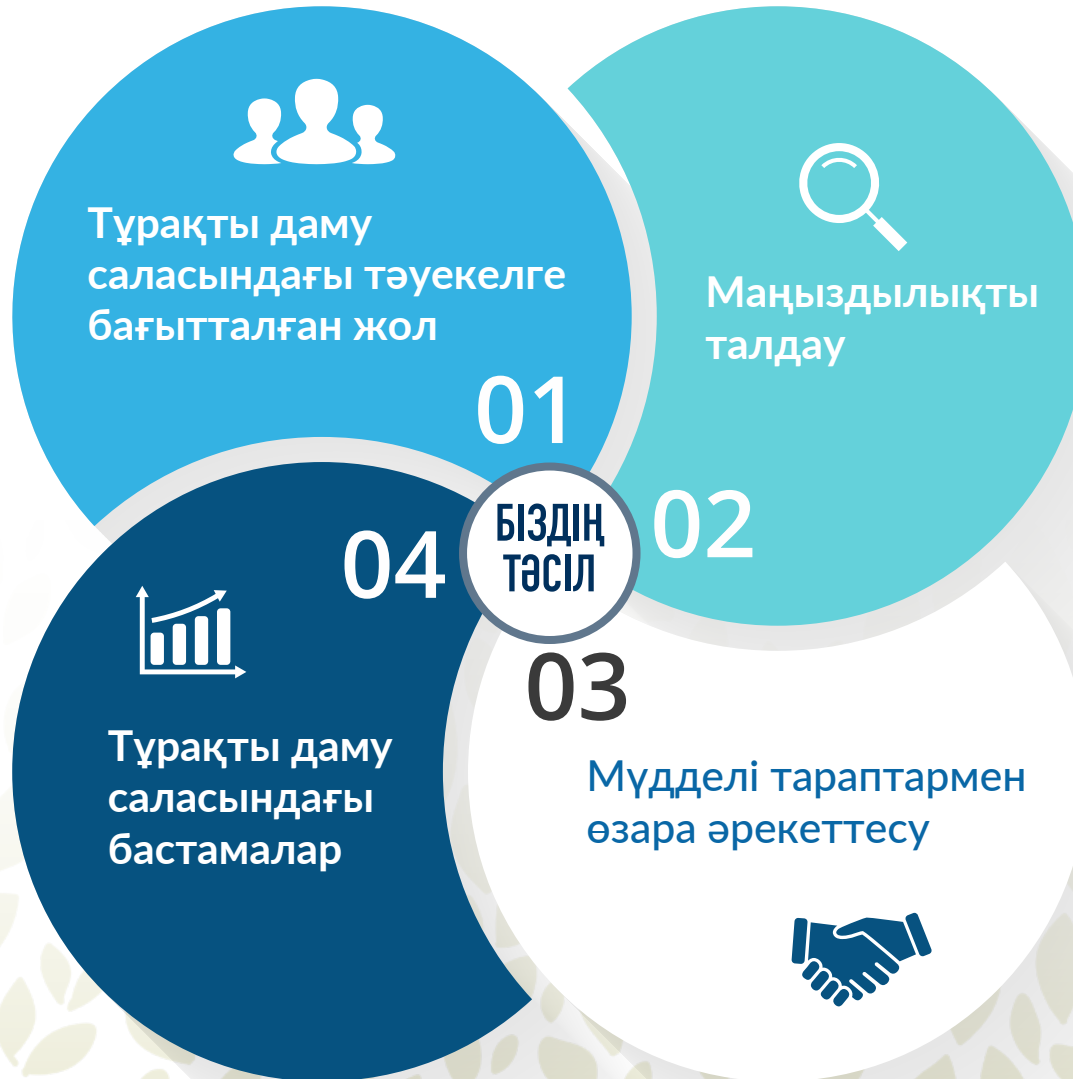 Тұрақты даму
саласындағы тәуекелге
бағытталған жол
01
Маңыздылықты
талдау
02
БІЗДІҢ
ТӘСІЛ
03
Мүдделі тараптармен
өзара әрекеттесу
04
Тұрақты даму
саласындағы
бастамалар